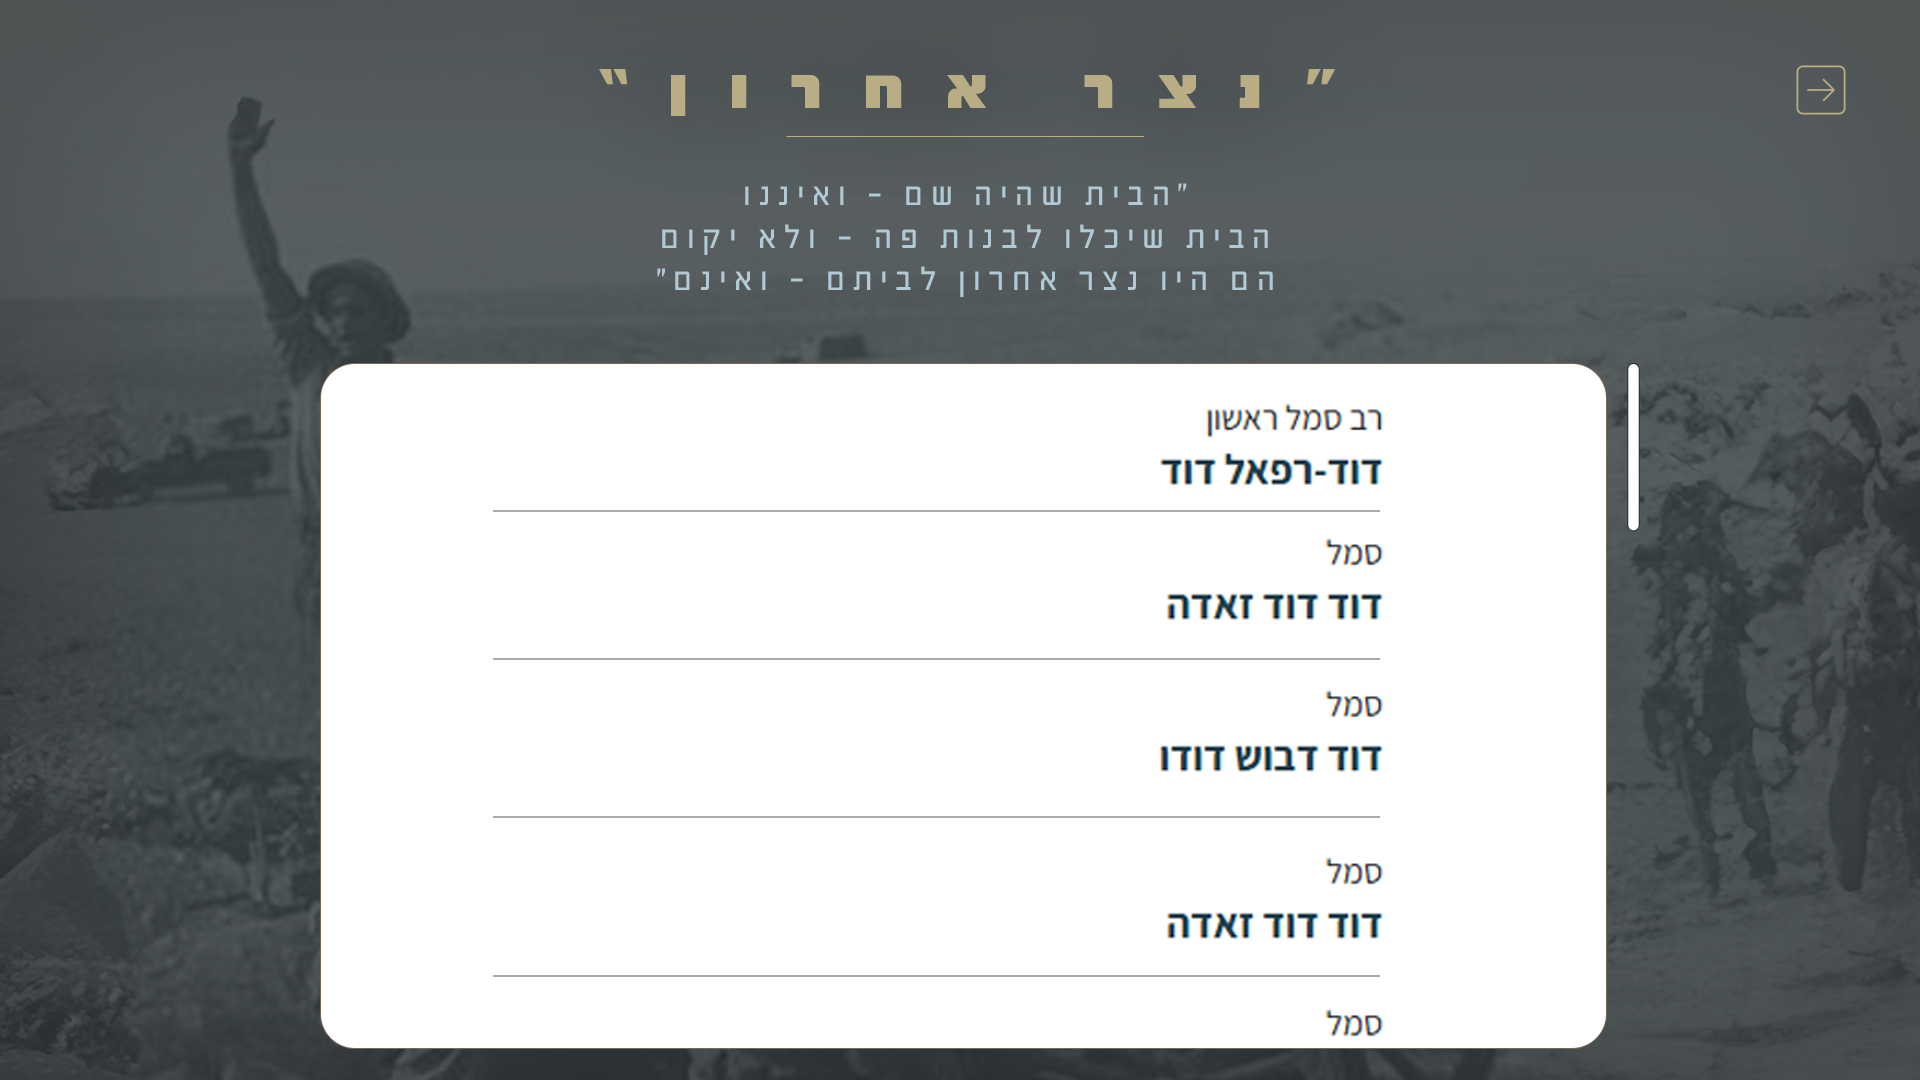 "נצר אחרון"
"הבית שהיה שם - ואיננו
הבית שיכלו לבנות פה - ולא יקום
הם היו נצר אחרון לביתם - ואינם"
רב סמל ראשון
דוד-רפאל דוד
סמל
דוד דוד זאדה
סמל
דוד דבוש דודו
סמל
דוד דוד זאדה
סמל